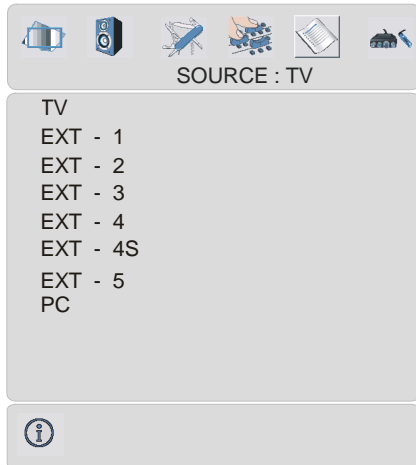 SOURCE : TV
TV
EXT - 1
EXT - 2
EXT - 3
EXT - 4
EXT - 4S
EXT - 5
PC